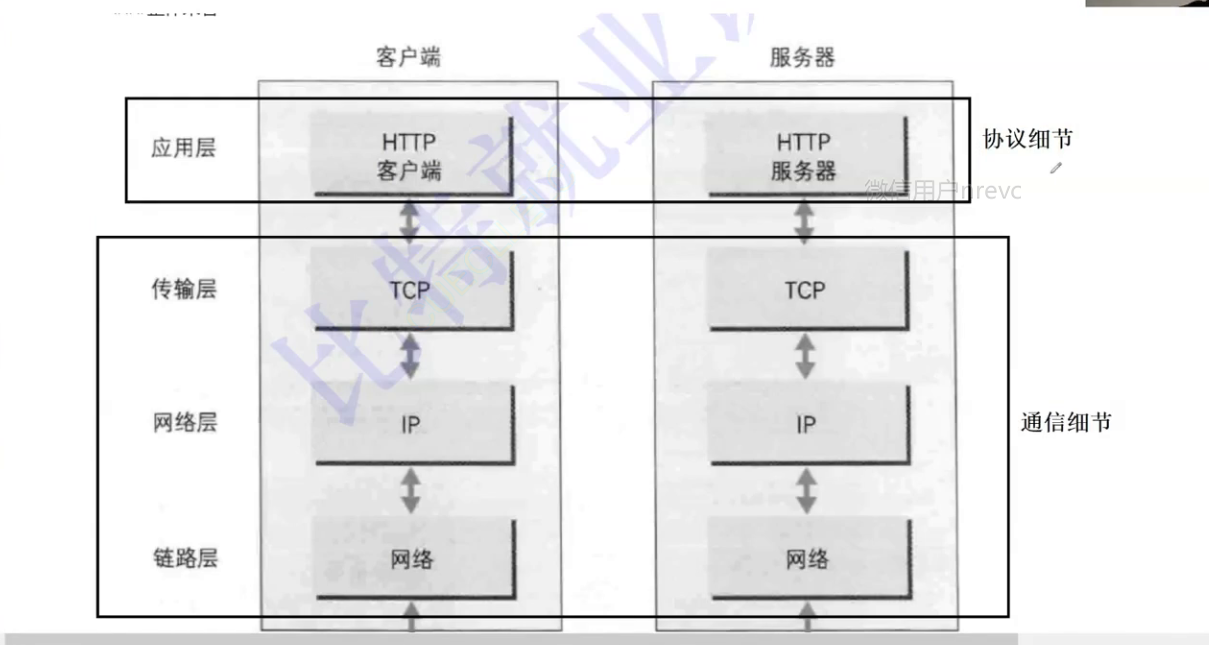 客户端
服务器
应用层
HTTP
客户端
HTTP
服务器
协议细节
微信用户nrevc
传输层
TCP
TCP
网络层
IP
IP
通信细节
链路层
网络
网络
比特就业